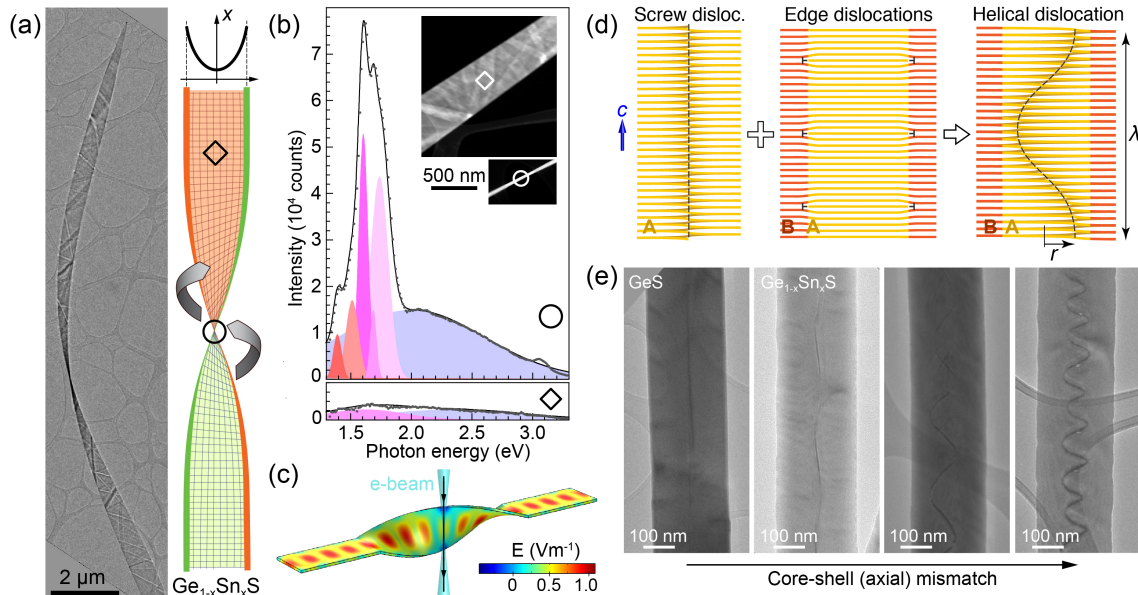 (a)
x
2 μm
Ge₁₋ₓSnₓS
(b)
Intensity (10⁴ counts)
7
6
5
4
3
2
1
0
0
500 nm
1.5 2.0 2.5 3.0
Photon energy (eV)
(c)
e-beam
E (Vm⁻¹)
0 0.5 1.0
(d)
Screw disloc.
Edge dislocations
Helical dislocation
c
A
B A
B A
r
λ
(e)
GeS
Ge₁₋ₓSnₓS
100 nm
100 nm
100 nm
100 nm
Core-shell (axial) mismatch